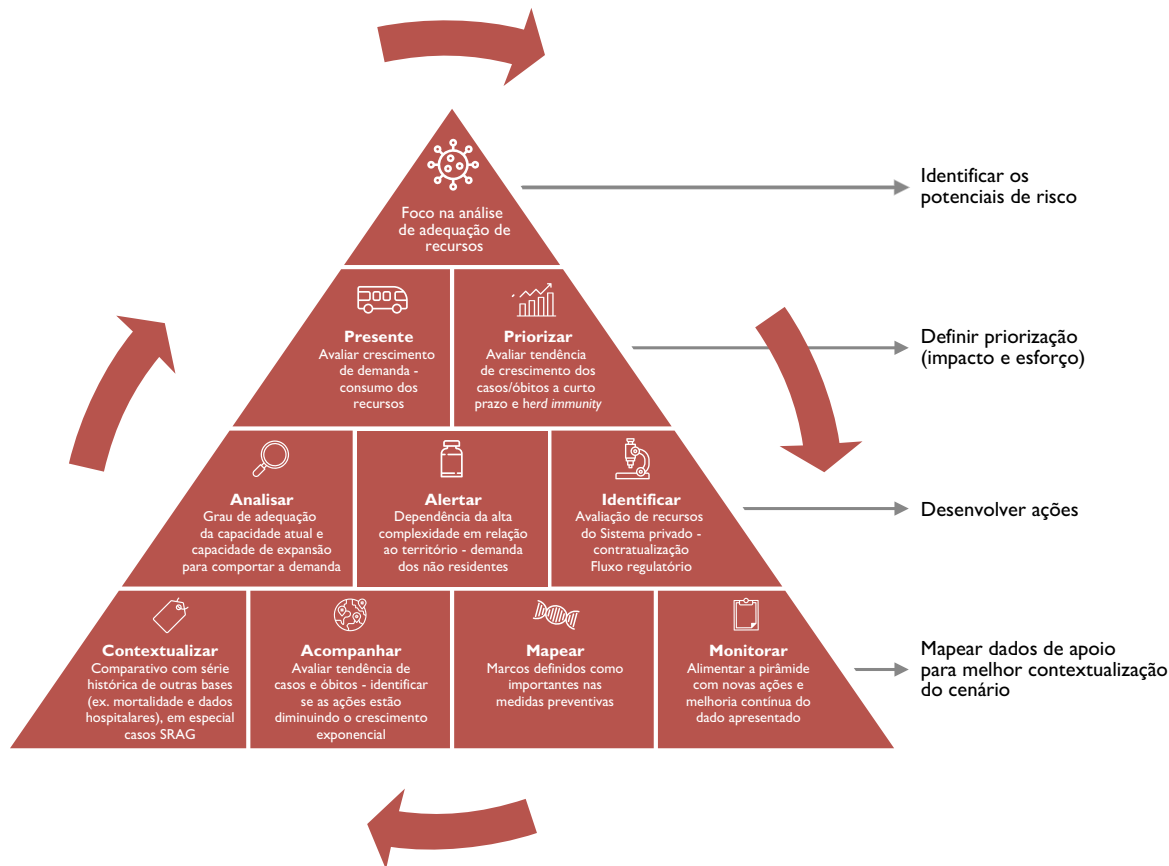 Foco na análise
de adequação de
recursos
Identificar os
potenciais de risco
Presente
Avaliar crescimento
de demanda -
consumo dos
recursos
Priorizar
Avaliar tendência
de crescimento dos
casos/óbitos a curto
prazo e herd immunity
Definir priorização
(impacto e esforço)
Analisar
Grau de adequação
da capacidade atual e
capacidade de expansão
para comportar a demanda
Alertar
Dependência da alta
complexidade em relação
ao território - demanda
dos não residentes
Identificar
Avaliação de recursos
do Sistema privado -
contratualização
Fluxo regulatório
Desenvolver ações
Contextualizar
Comparativo com série
histórica de outras bases
(ex. mortalidade e dados
hospitalares), em especial
casos SRAG
Acompanhar
Avaliar tendência de
casos e óbitos - identificar
se as ações estão
diminuindo o crescimento
exponencial
Mapear
Marcos definidos como
importantes nas
medidas preventivas
Monitorar
Alimentar a pirâmide
com novas ações e
melhoria contínua do
dado apresentado
Mapear dados de apoio
para melhor contextualização
do cenário